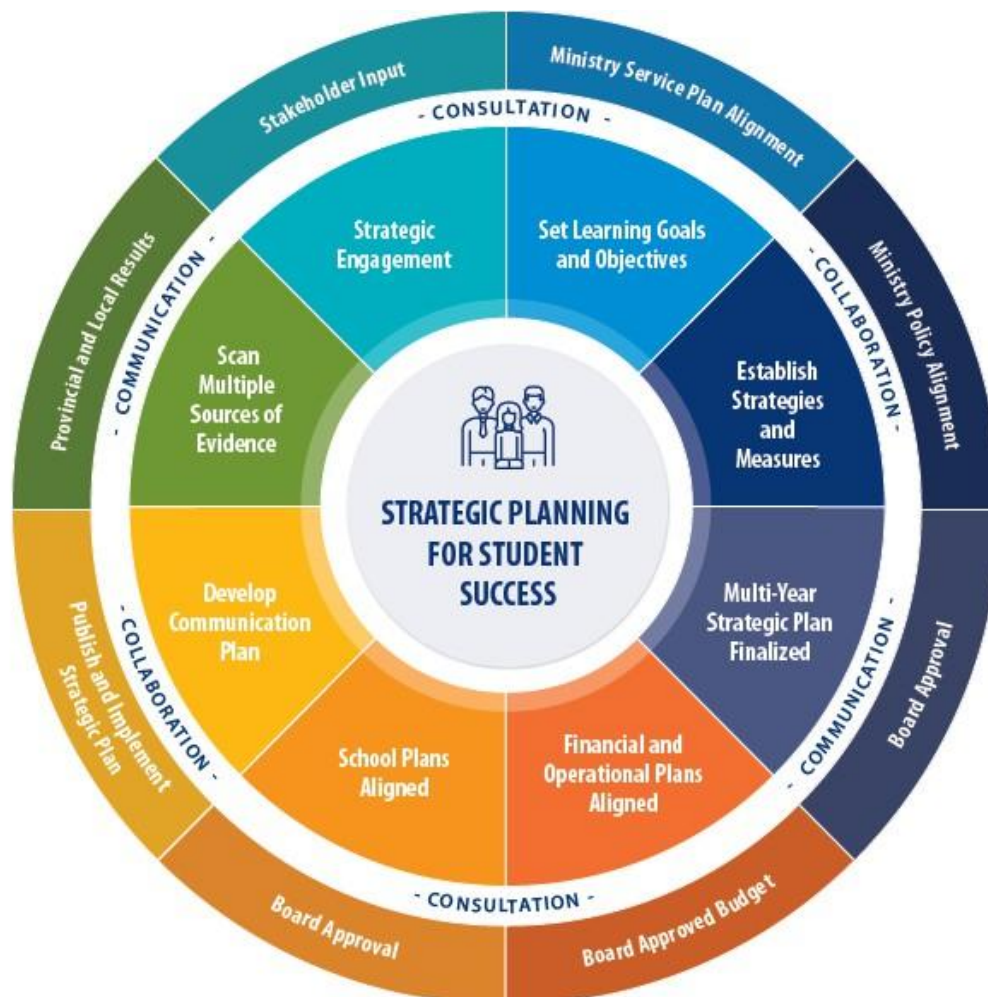 Stakeholder Input
Ministry Service Plan Alignment
Ministry Policy Alignment
Board Approval
Board Approved Budget
Board Approval
Publish and Implement
Strategic Plan
Provincial and Local Results
- CONSULTATION -
- COLLABORATION -
- COMMUNICATION -
- CONSULTATION -
- COLLABORATION -
- COMMUNICATION -
Strategic
Engagement
Set Learning Goals
and Objectives
Establish
Strategies
and
Measures
Multi-Year
Strategic Plan
Finalized
Financial and
Operational Plans
Aligned
School Plans
Aligned
Develop
Communication
Plan
Scan
Multiple
Sources of
Evidence
STRATEGIC PLANNING
FOR STUDENT
SUCCESS